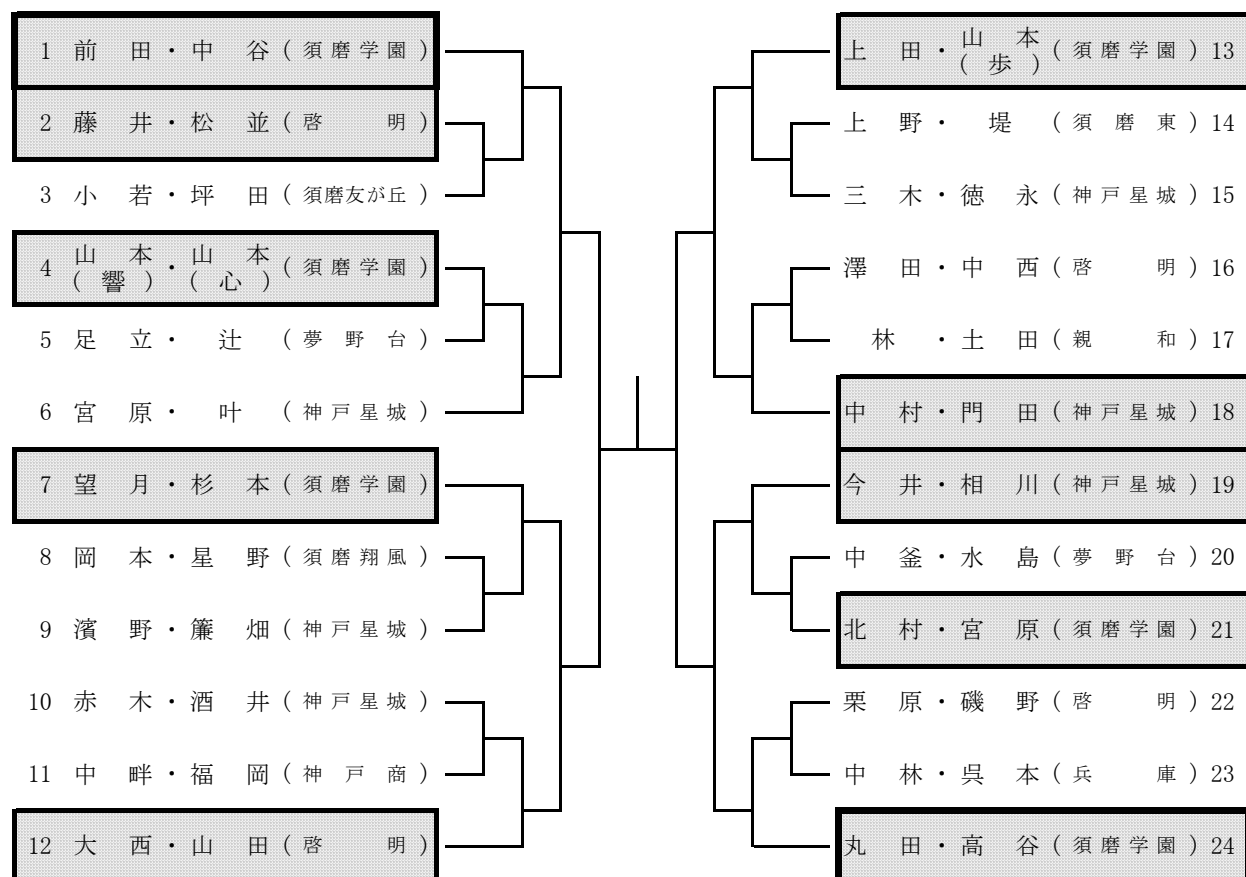 1 前田・中谷(須磨学園)
2 藤井・松並(啓明)
3 小若・坪田(須磨友が丘)
4 山本(響)・山本(心)(須磨学園)
5 足立・辻(夢野台)
6 宮原・叶(神戸星城)
7 望月・杉本(須磨学園)
8 岡本・星野(須磨翔風)
9 濱野・簾畑(神戸星城)
10 赤木・酒井(神戸星城)
11 中畔・福岡(神戸商)
12 大西・山田(啓明)
上田・山本(歩)(須磨学園)13
上野・堤(須磨東)14
三木・徳永(神戸星城)15
澤田・中西(啓明)16
林・土田(親和)17
中村・門田(神戸星城)18
今井・相川(神戸星城)19
中釜・水島(夢野台)20
北村・宮原(須磨学園)21
栗原・磯野(啓明)22
中林・呉本(兵庫)23
丸田・高谷(須磨学園)24